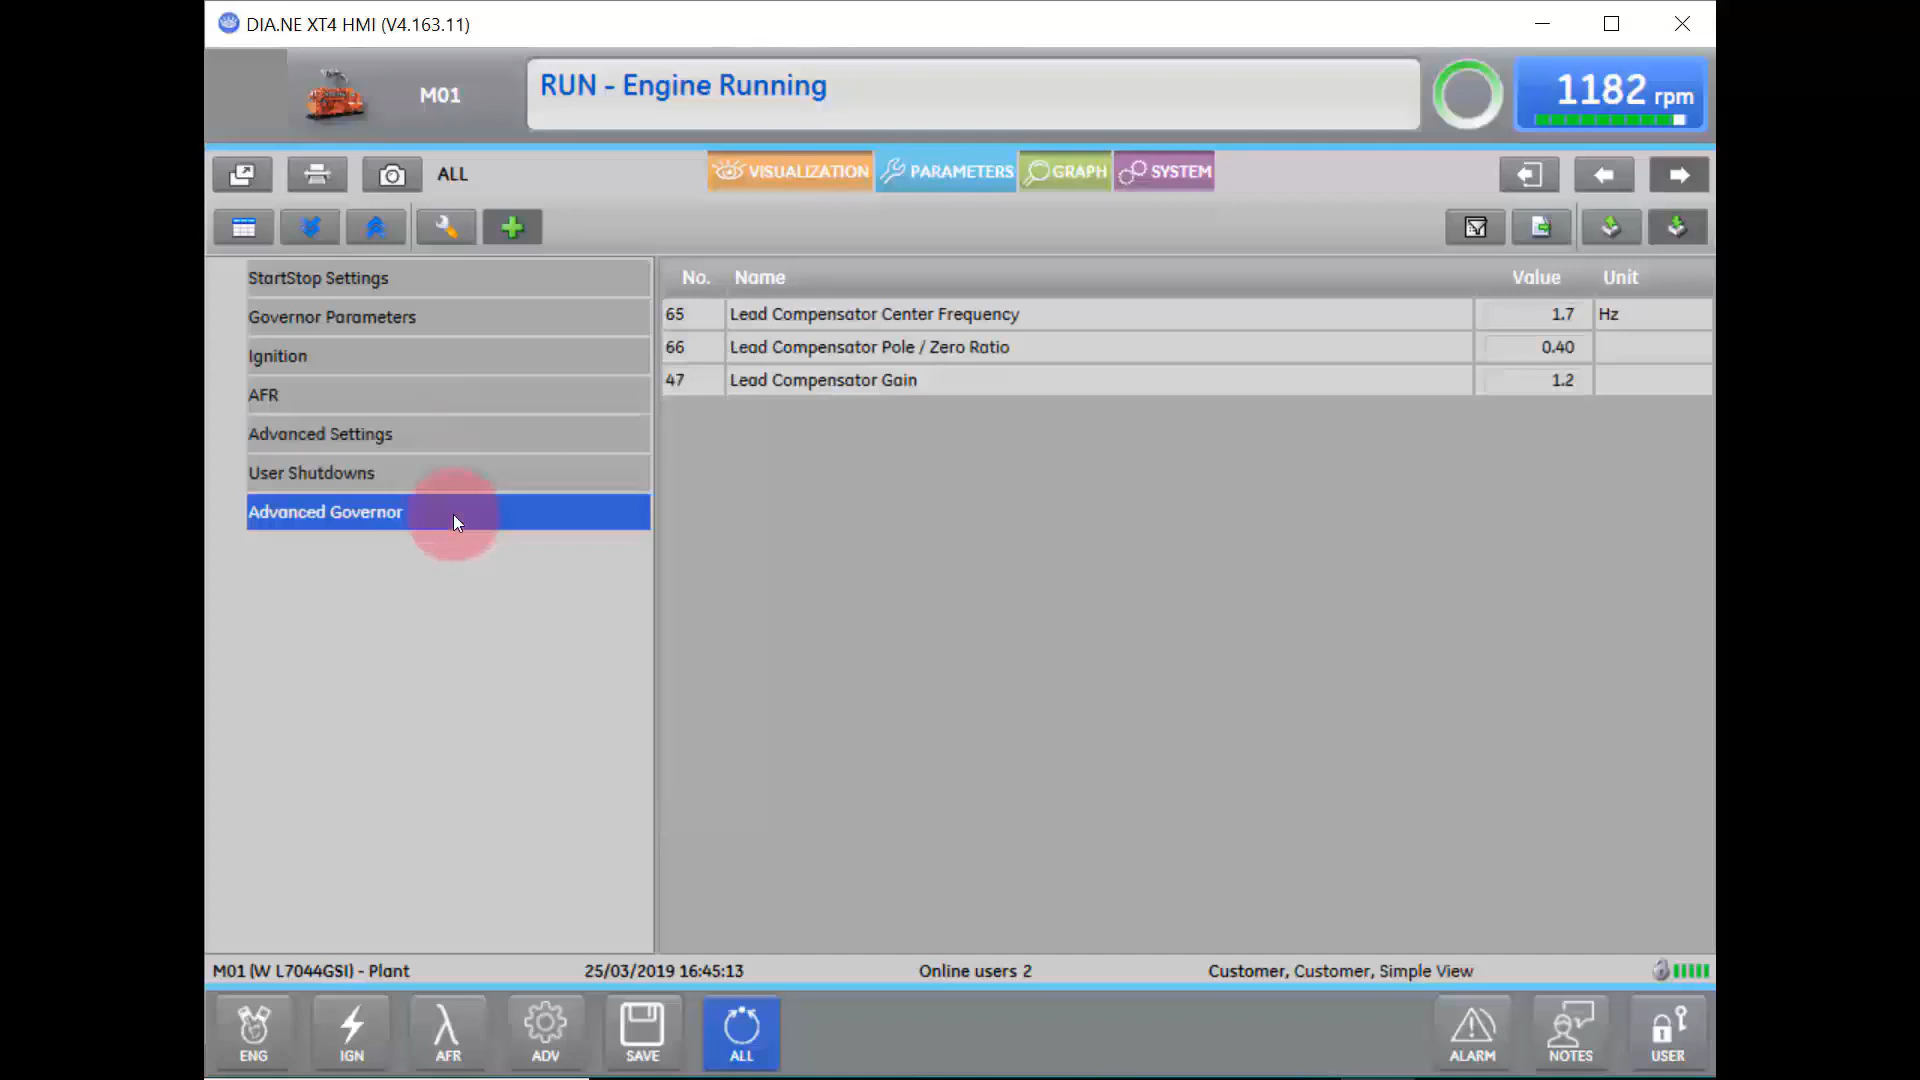 DIA.NE XT4 HMI (V4.163.11)
M01
RUN - Engine Running
1182 rpm
ALL
VISUALIZATION
PARAMETERS
GRAPH
SYSTEM
StartStop Settings
Governor Parameters
Ignition
AFR
Advanced Settings
User Shutdowns
Advanced Governor
No. Name Value Unit
65 Lead Compensator Center Frequency 1.7 Hz
66 Lead Compensator Pole / Zero Ratio 0.40
47 Lead Compensator Gain 1.2
M01 (W L7044GSI) - Plant 25/03/2019 16:45:13 Online users 2 Customer, Customer, Simple View
ENG IGN AFR ADV SAVE ALL ALARM NOTES USER